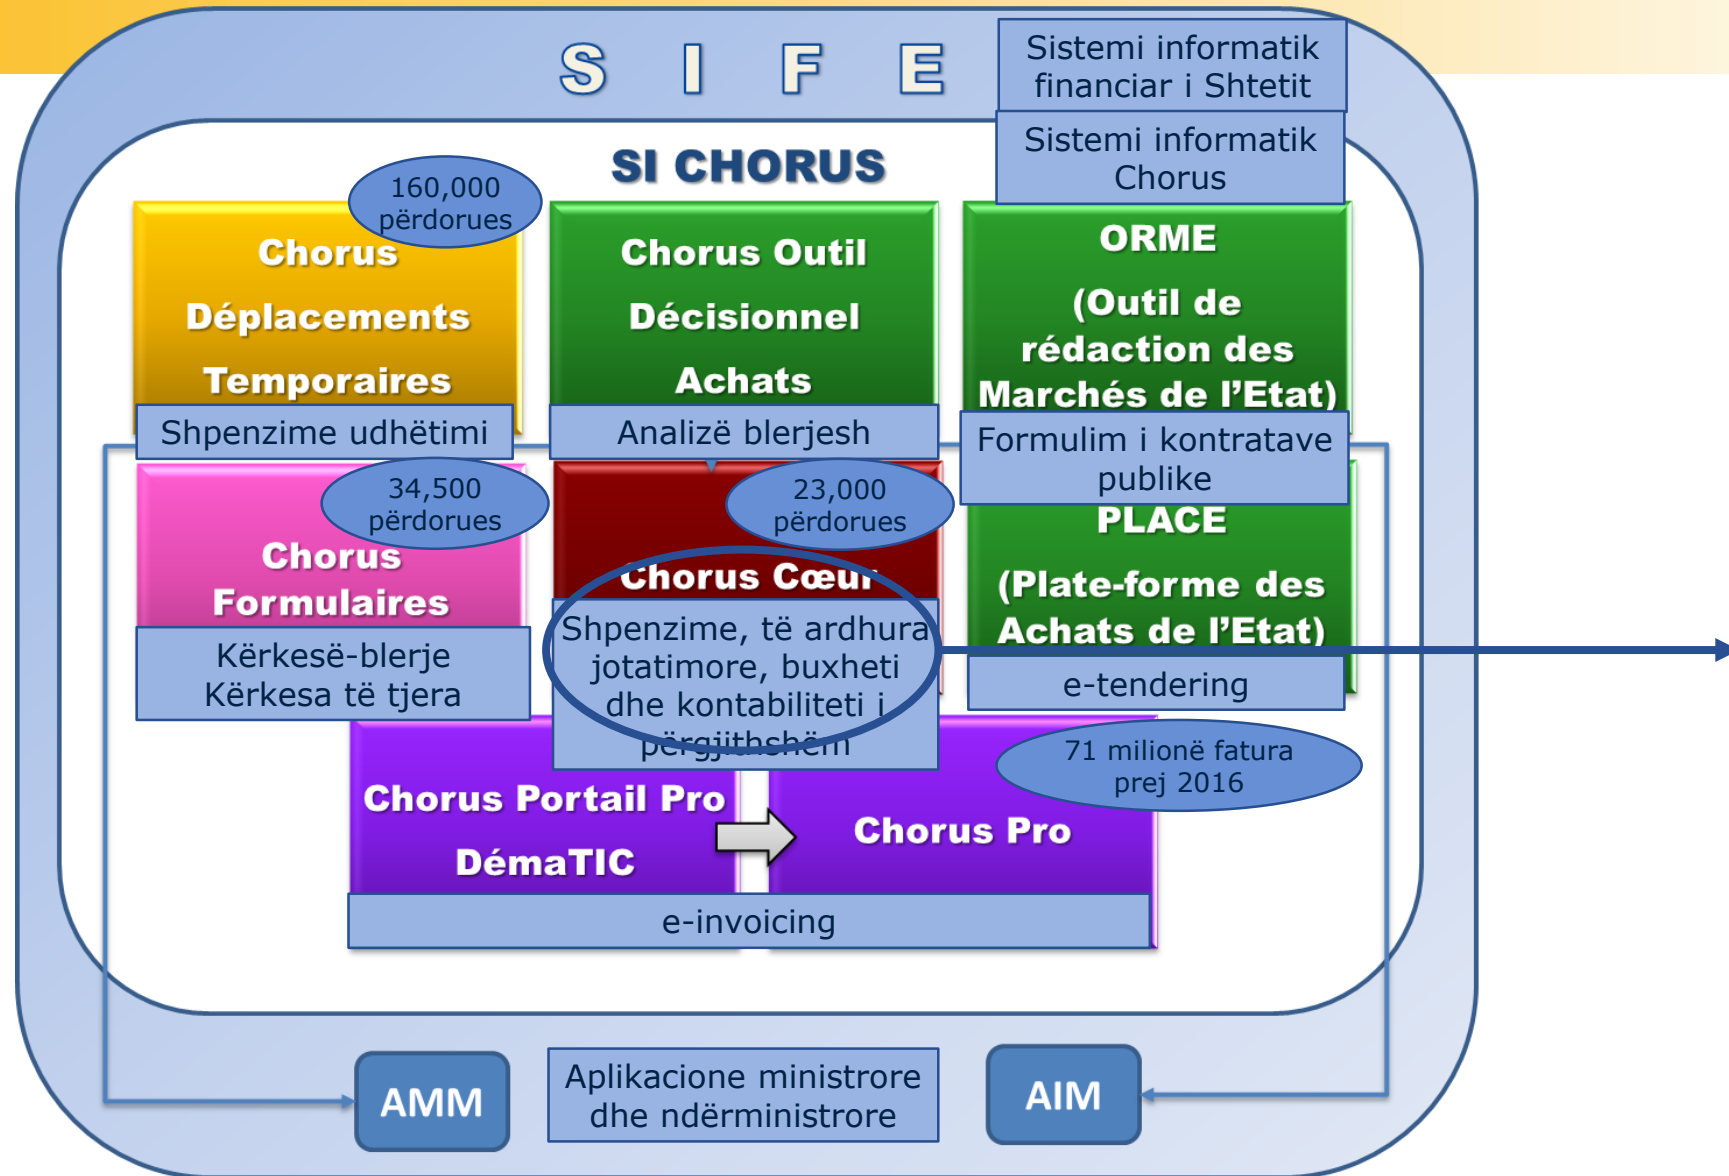 S I F E
Sistemi informatik
financiar i Shtetit
Sistemi informatik
Chorus
SI CHORUS
160,000
përdorues
Chorus
Déplacements
Temporaires
Shpenzime udhëtimi
Chorus Outil
Décisionnel
Achats
Analizë blerjesh
ORME
(Outil de
rédaction des
Marchés de l'Etat)
Formulim i kontratave
publike
34,500
përdorues
Chorus
Formulaires
Kërkesë-blerje
Kërkesa të tjera
23,000
përdorues
Chorus Cœur
Shpenzime, të ardhura
jotatimore, buxheti
dhe kontabiliteti i
përgjithshëm
PLACE
(Plate-forme des
Achats de l'Etat)
e-tendering
71 milionë fatura
prej 2016
Chorus Portail Pro
DémaTIC
Chorus Pro
e-invoicing
AMM
Aplikacione ministrore
dhe ndërministrore
AIM